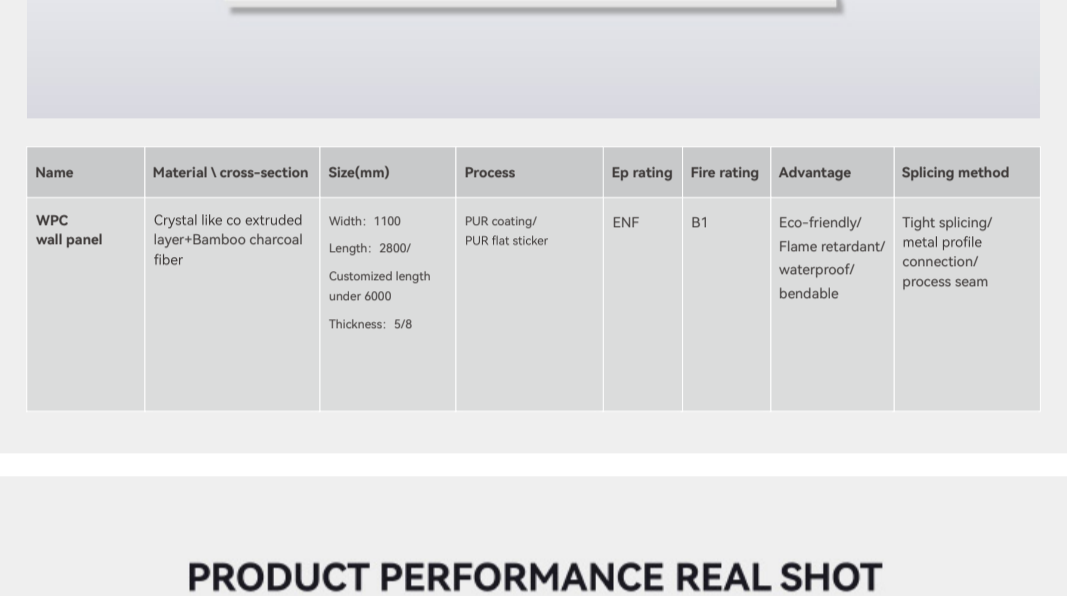 Name
Material \ cross-section
Size(mm)
Process
Ep rating
Fire rating
Advantage
Splicing method
WPC
wall panel
Crystal like co extruded
layer+Bamboo charcoal
fiber
Width: 1100
Length: 2800/
Customized length
under 6000
Thickness: 5/8
PUR coating/
PUR flat sticker
ENF
B1
Eco-friendly/
Flame retardant/
waterproof/
bendable
Tight splicing/
metal profile
connection/
process seam
PRODUCT PERFORMANCE REAL SHOT